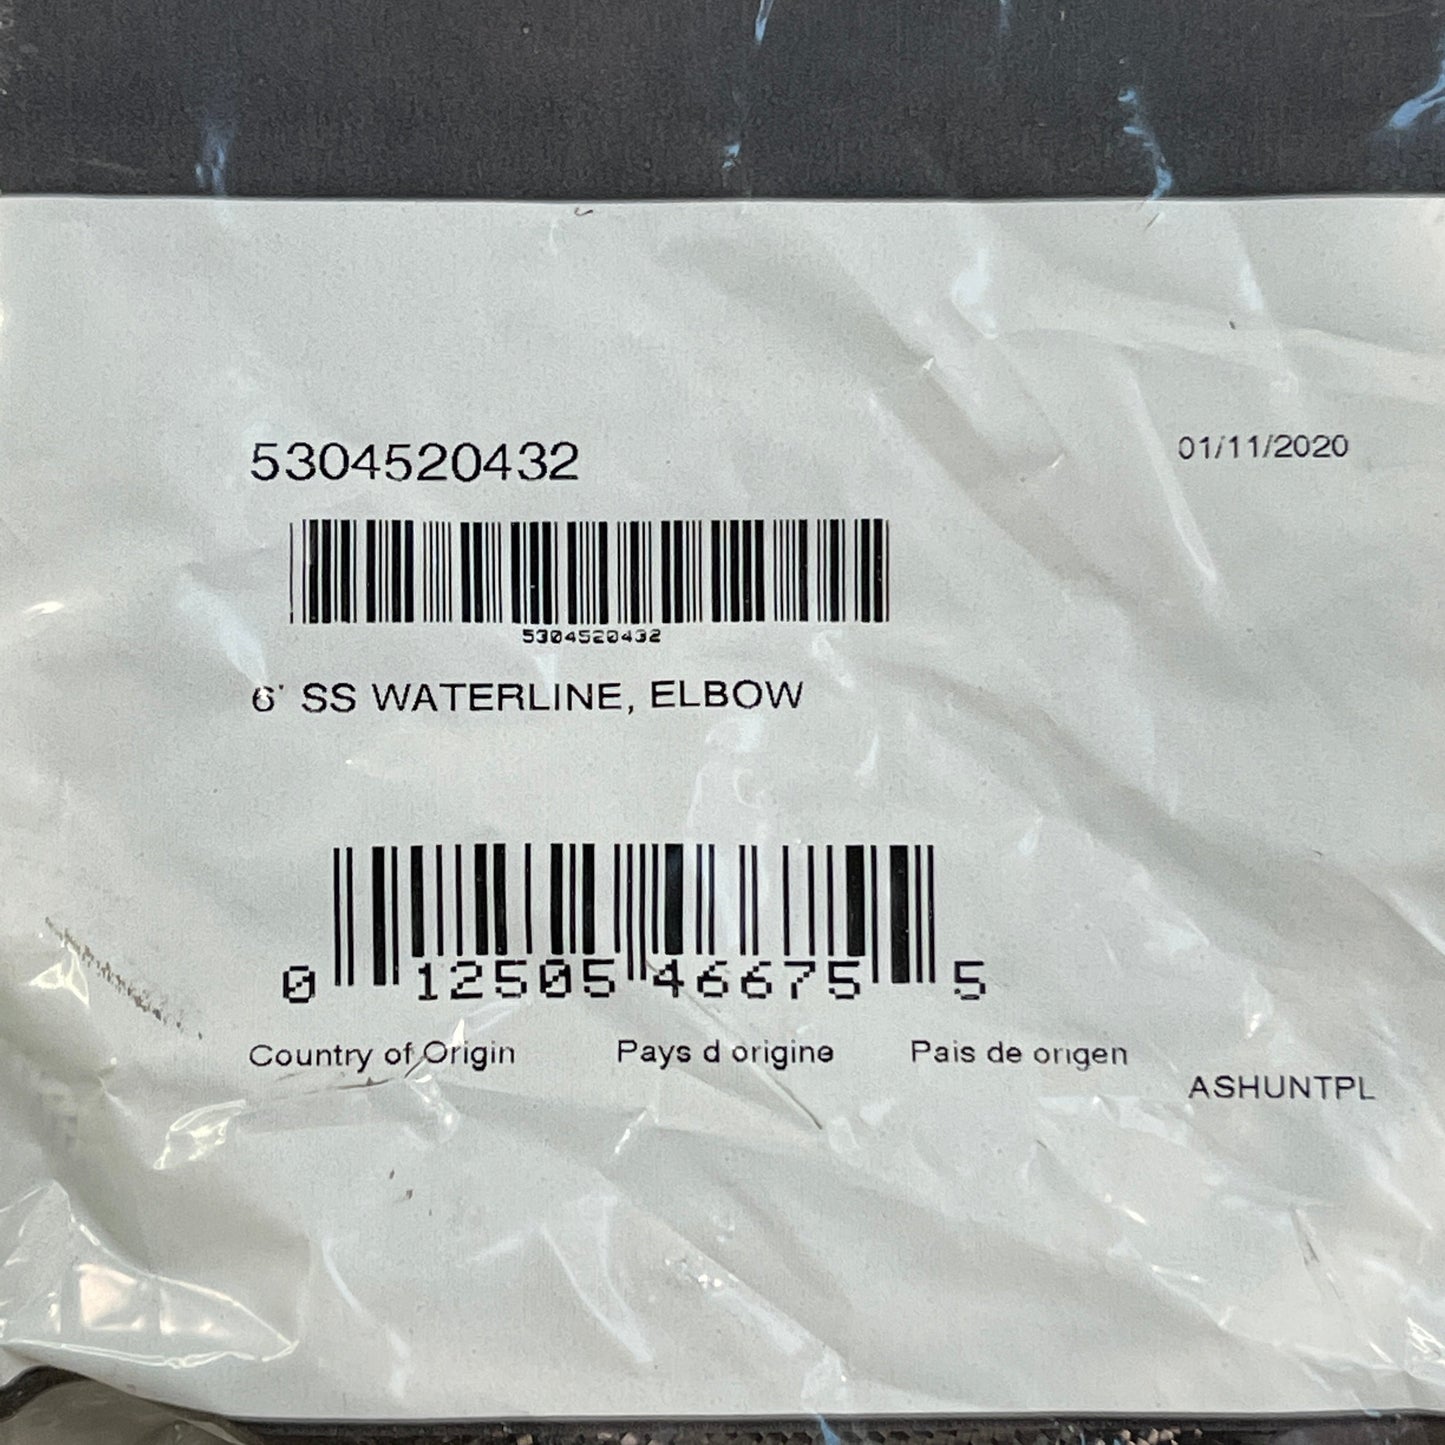 5304520432
01/11/2020
5304520432
6' SS WATERLINE, ELBOW
0 12505 46675 5
Country of Origin Pays d origine Pais de origen
ASHUNTPL